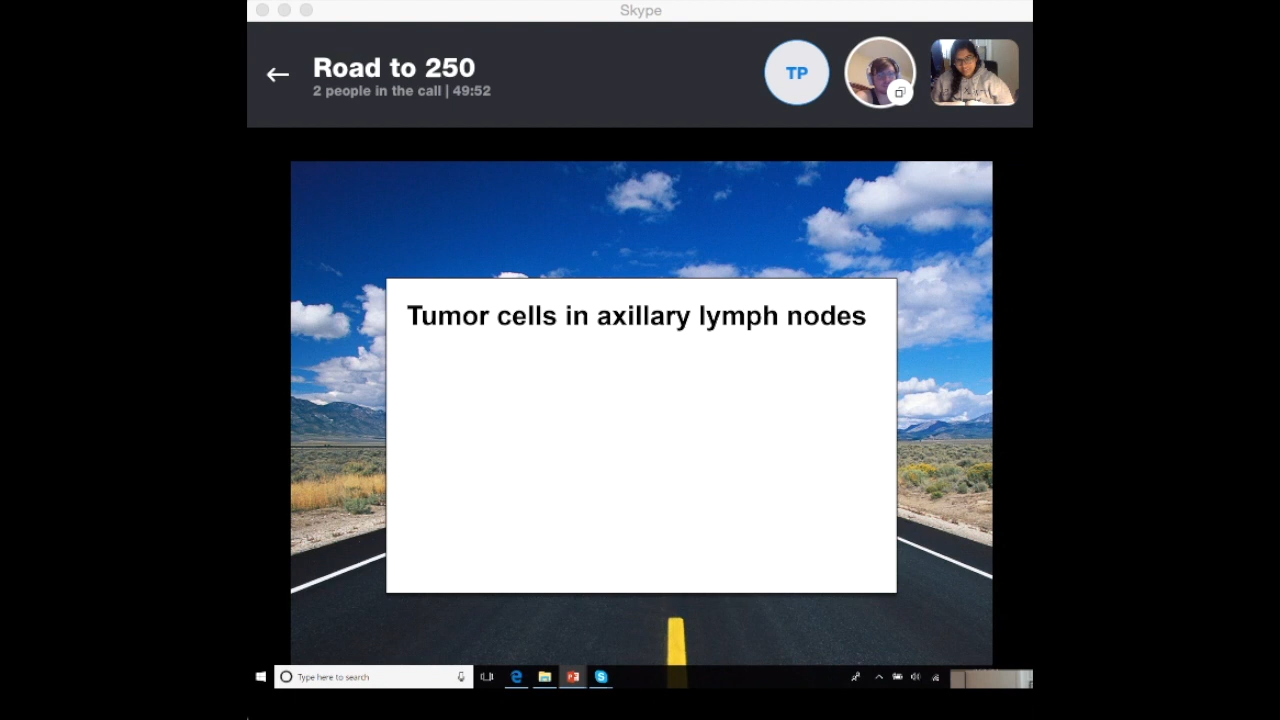 Skype
Road to 250
2 people in the call | 49:52
TP
Tumor cells in axillary lymph nodes
Type here to search